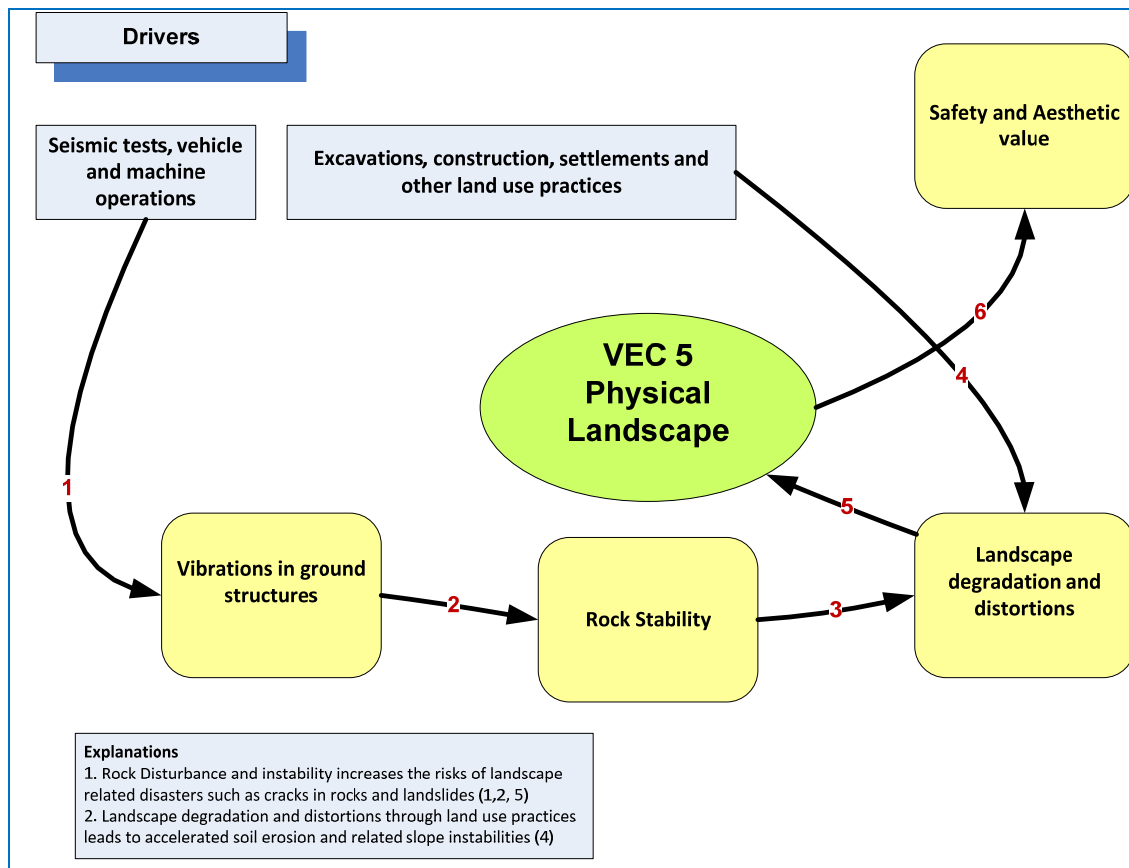 Drivers
Seismic tests, vehicle
and machine
operations
Excavations, construction, settlements and
other land use practices
Safety and Aesthetic
value
6
4
VEC 5
Physical
Landscape
1
5
Vibrations in ground
structures
2
Rock Stability
3
Landscape
degradation and
distortions
Explanations
1. Rock Disturbance and instability increases the risks of landscape
related disasters such as cracks in rocks and landslides (1,2, 5)
2. Landscape degradation and distortions through land use practices
leads to accelerated soil erosion and related slope instabilities (4)